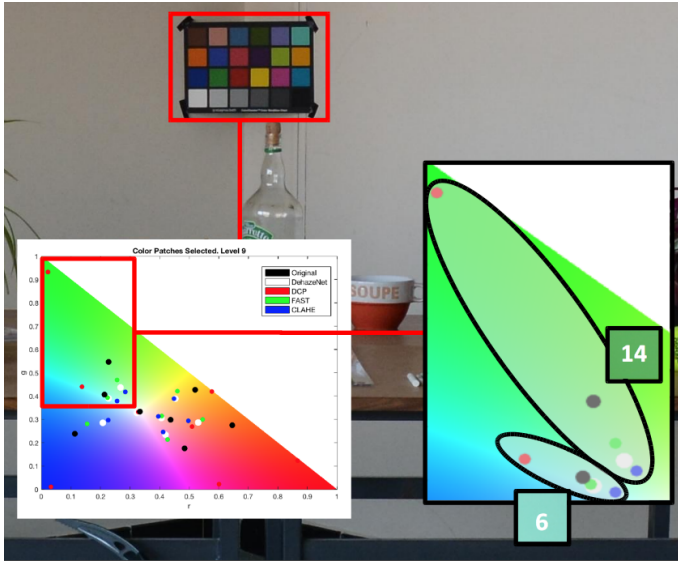 Color Patches Selected. Level 9
Original
DehazeNet
DCP
FAST
CLAHE
1
0.9
0.8
0.7
0.6
0.5
0.4
0.3
0.2
0.1
0
g
0 0.1 0.2 0.3 0.4 0.5 0.6 0.7 0.8 0.9 1
r
SOUPE
14
6